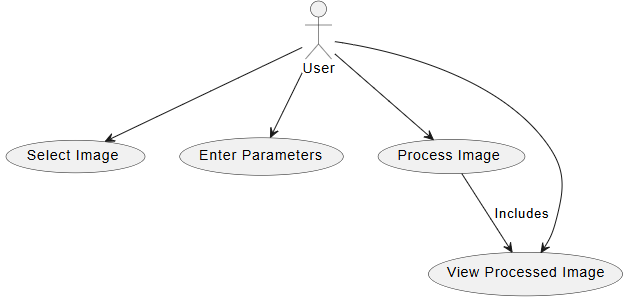 User
Select Image
Enter Parameters
Process Image
Includes
View Processed Image